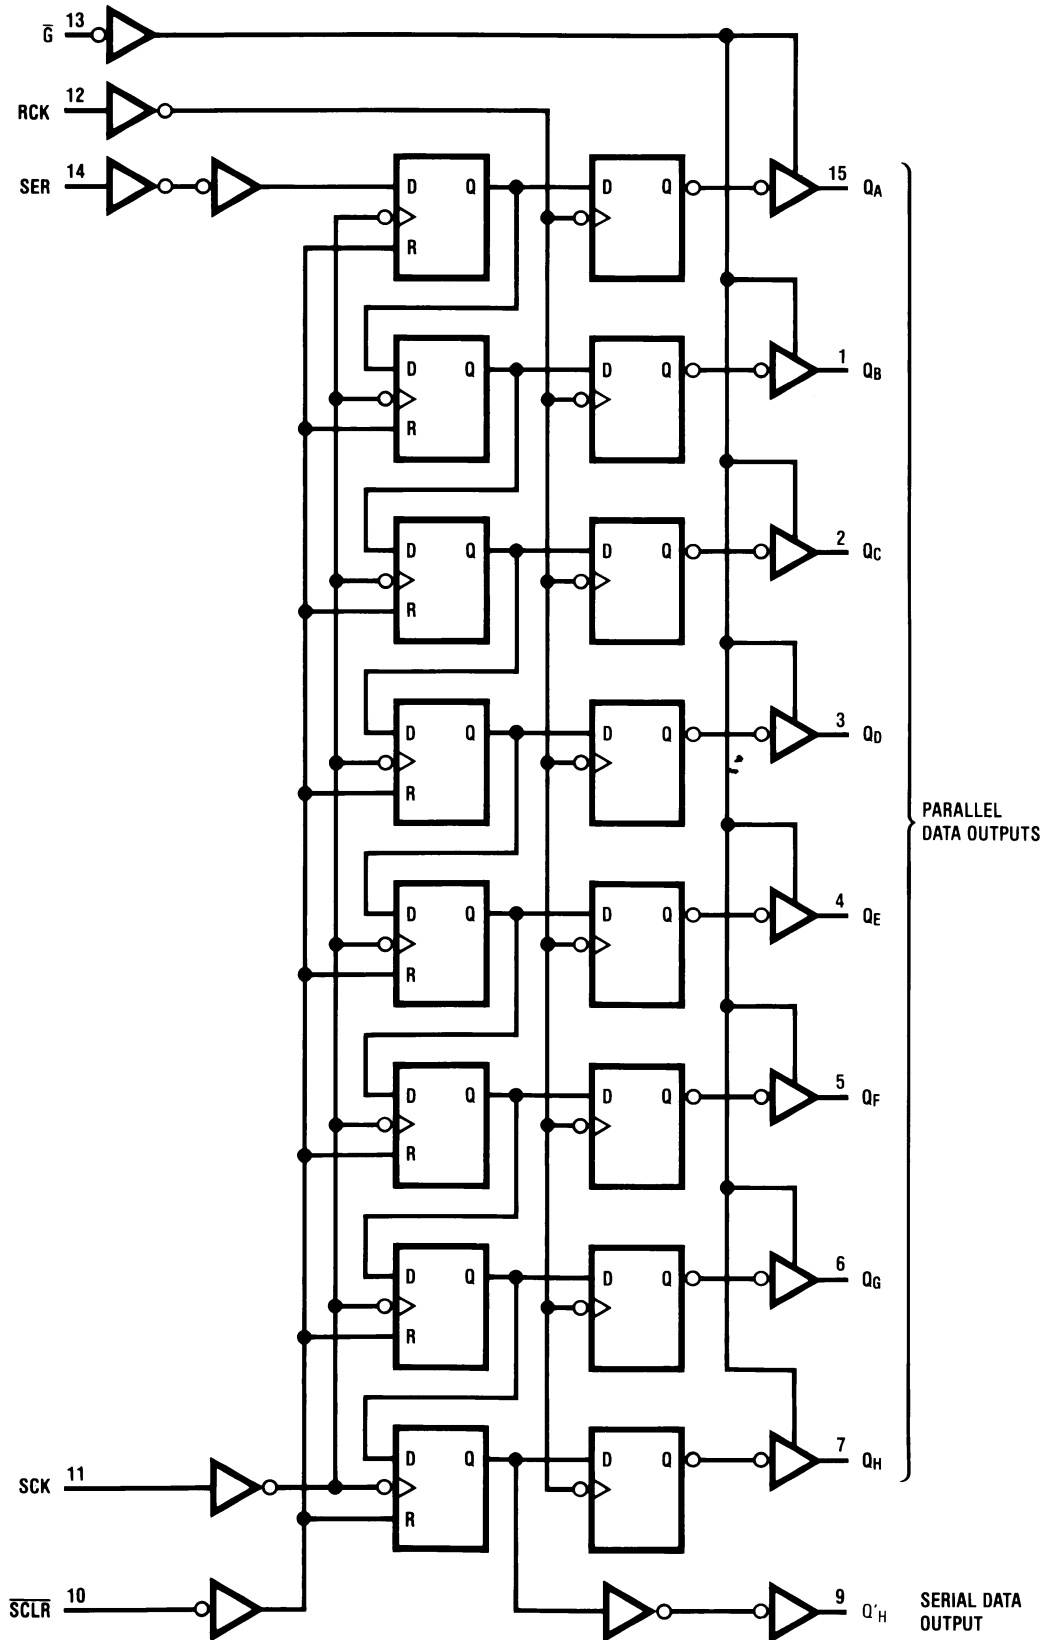 G̅ 13
RCK 12
SER 14
D Q D Q 15 QA
R
D Q D Q 1 QB
R
D Q D Q 2 QC
R
D Q D Q 3 QD
R
PARALLEL
DATA OUTPUTS
D Q D Q 4 QE
R
D Q D Q 5 QF
R
D Q D Q 6 QG
R
D Q D Q 7 QH
SCK 11
R
S̅C̅L̅R̅ 10
9 Q'H
SERIAL DATA
OUTPUT